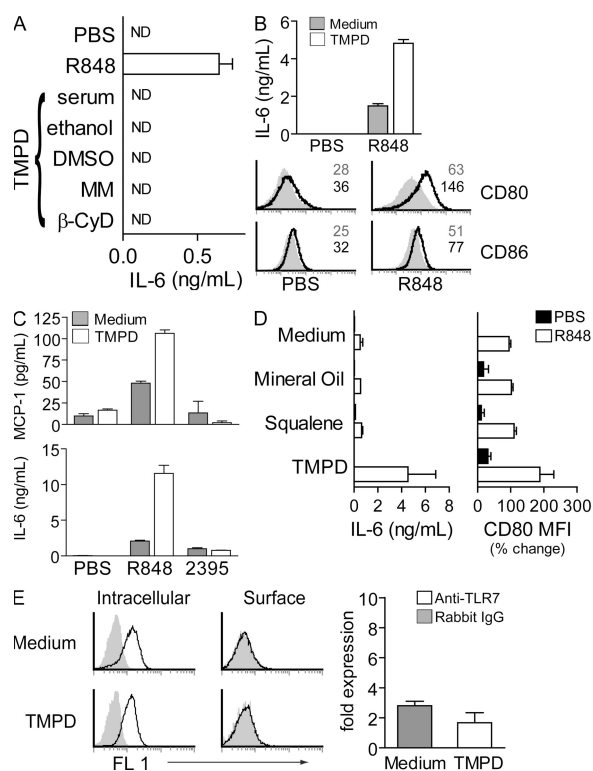 A
PBS ND
R848
TMPD
serum ND
ethanol ND
DMSO ND
MM ND
β-CyD ND
0.0 0.5
IL-6 (ng/mL)
B
Medium
TMPD
IL-6 (ng/mL)
6
4
2
0
PBS R848
28
36
63
146
CD80
25
32
51
77
CD86
PBS R848
C
Medium
TMPD
MCP-1 (pg/mL)
125
100
75
50
25
0
IL-6 (ng/mL)
15
10
5
0
PBS R848 2395
D
PBS
R848
Medium
Mineral Oil
Squalene
TMPD
0 2 4 6 8
IL-6 (ng/mL)
0 100 200 300
CD80 MFI
(% change)
E
Intracellular Surface
Medium
TMPD
FL 1
Anti-TLR7
Rabbit IgG
fold expression
10
8
6
4
2
0
Medium TMPD